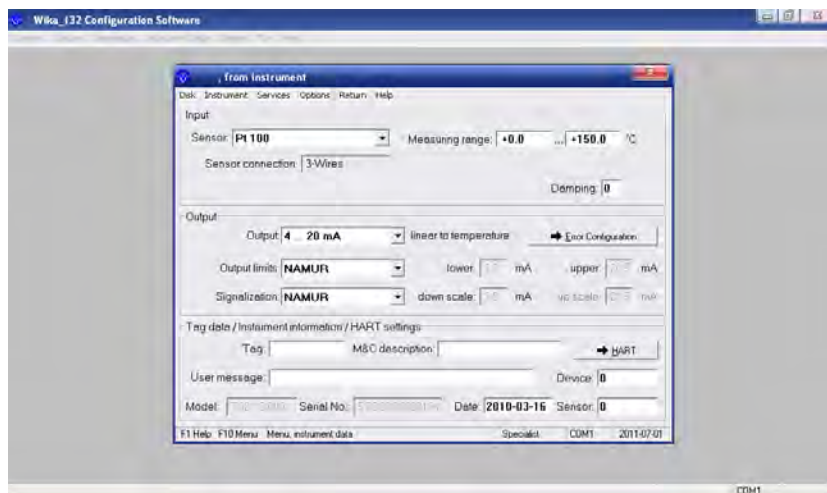 Wika_T32 Configuration Software
, from Instrument
Disk Instrument Services Options Return Help
Input
Sensor: Pt 100 Measuring range: +0.0 ... +150.0 °C
Sensor connection 3-Wires
Damping: 0
Output
Output 4 ... 20 mA linear to temperature → Error Configuration
Output limits NAMUR lower mA upper mA
Signalization NAMUR down scale mA up scale mA
Tag data / Instrument information / HART settings
Tag: M&C description: → HART
User message: Device 0
Model: Serial No.: Date 2010-03-16 Sensor: 0
F1 Help F10 Menu Menu, instrument data Specialist COM1 2011-07-01
COM1